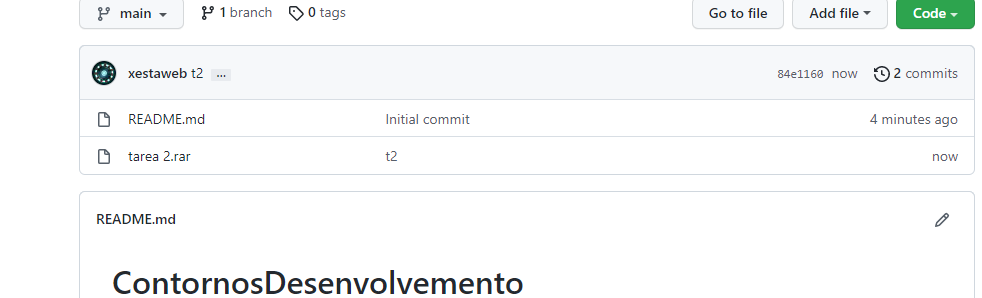 main 1 branch 0 tags Go to file Add file Code
xestaweb t2 ... 84e1160 now 2 commits
README.md Initial commit 4 minutes ago
tarea 2.rar t2 now
README.md
ContornosDesenvolvemento